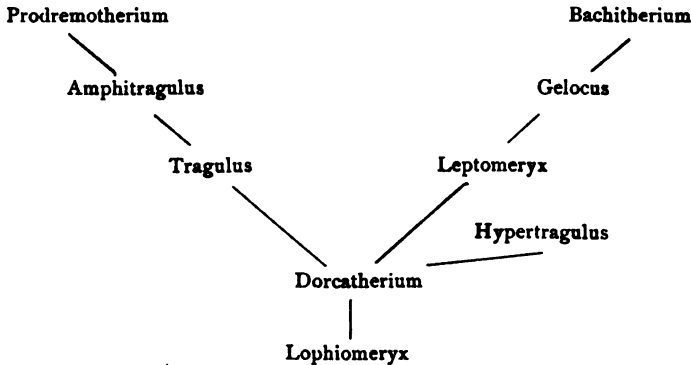 Prodremotherium Bachitherium
Amphitragulus Gelocus
Tragulus Leptomeryx
Hypertragulus
Dorcatherium
Lophiomeryx